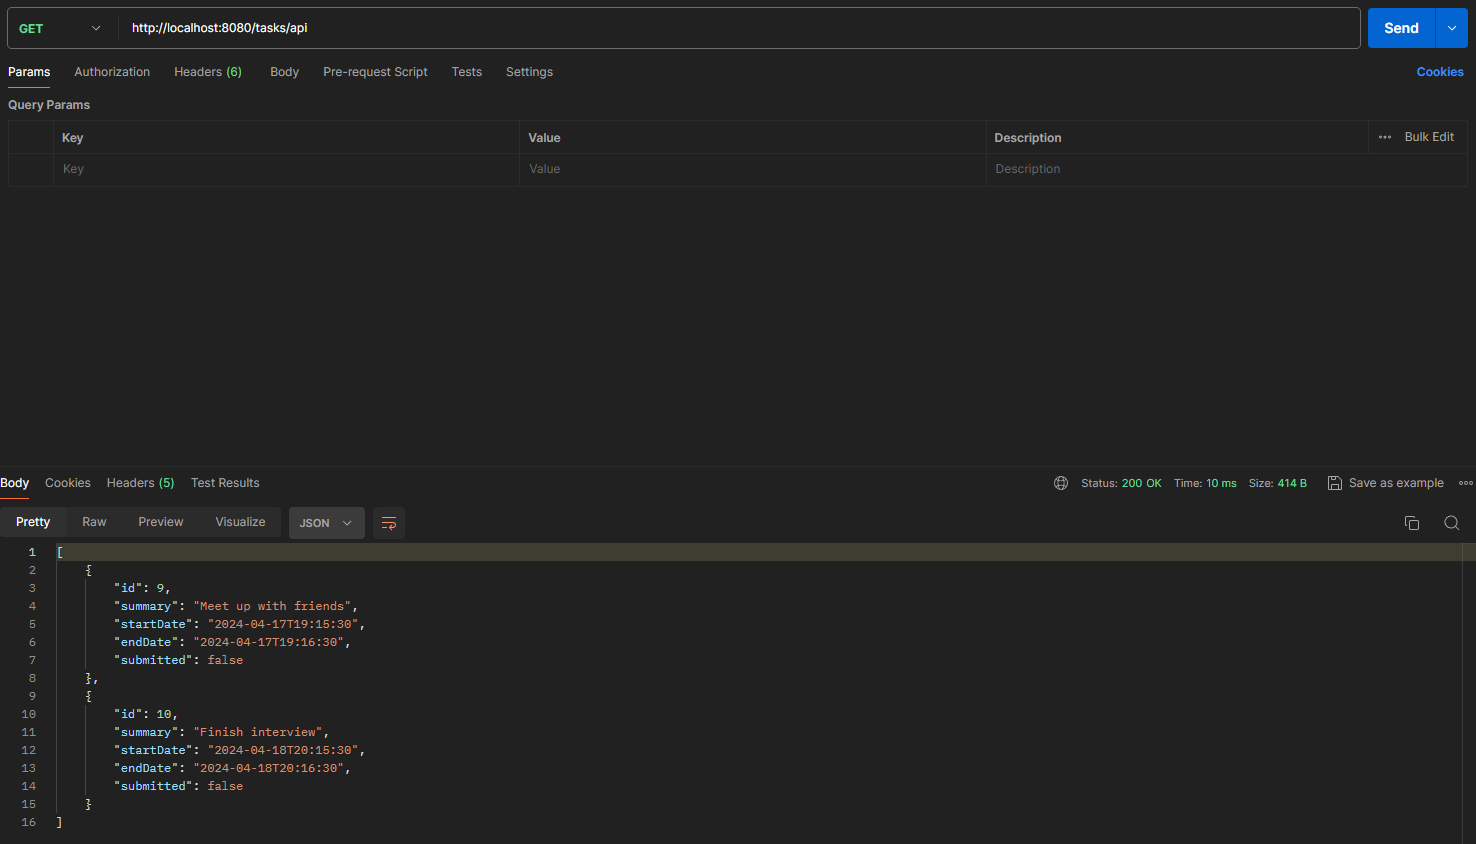 GET http://localhost:8080/tasks/api Send
Params Authorization Headers (6) Body Pre-request Script Tests Settings Cookies
Query Params
Key Value Description ••• Bulk Edit
Key Value Description
Body Cookies Headers (5) Test Results Status: 200 OK Time: 10 ms Size: 414 B Save as example
Pretty Raw Preview Visualize JSON
1 [
2 {
3 "id": 9,
4 "summary": "Meet up with friends",
5 "startDate": "2024-04-17T19:15:30",
6 "endDate": "2024-04-17T19:16:30",
7 "submitted": false
8 },
9 {
10 "id": 10,
11 "summary": "Finish interview",
12 "startDate": "2024-04-18T20:15:30",
13 "endDate": "2024-04-18T20:16:30",
14 "submitted": false
15 }
16 ]